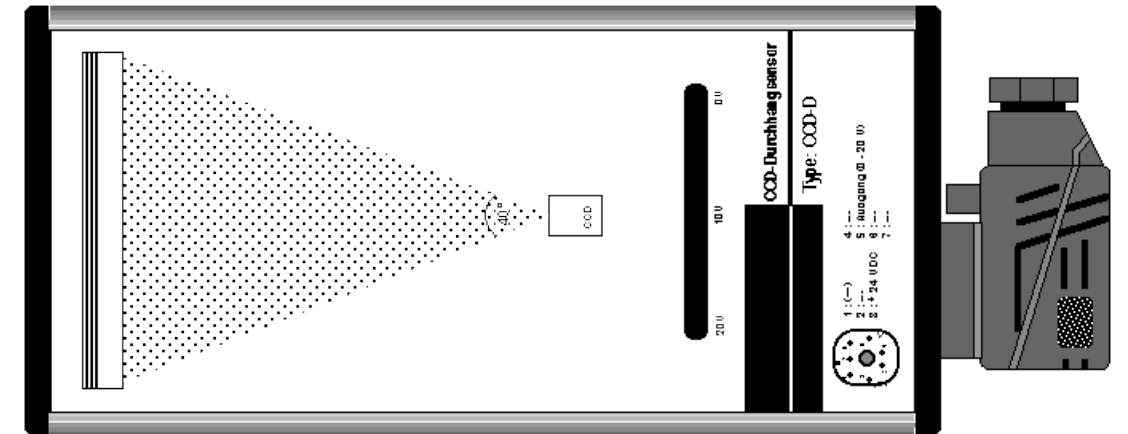 40°
CCD
0 U
10 U
20 U
CCD-Durchhangsensor
Type: CCD-D
1 : (—)
2 : --
3 : + 24 U DC
4 : ---
5 : Ausgang (0 - 20 U)
6 : ---
7 : ---